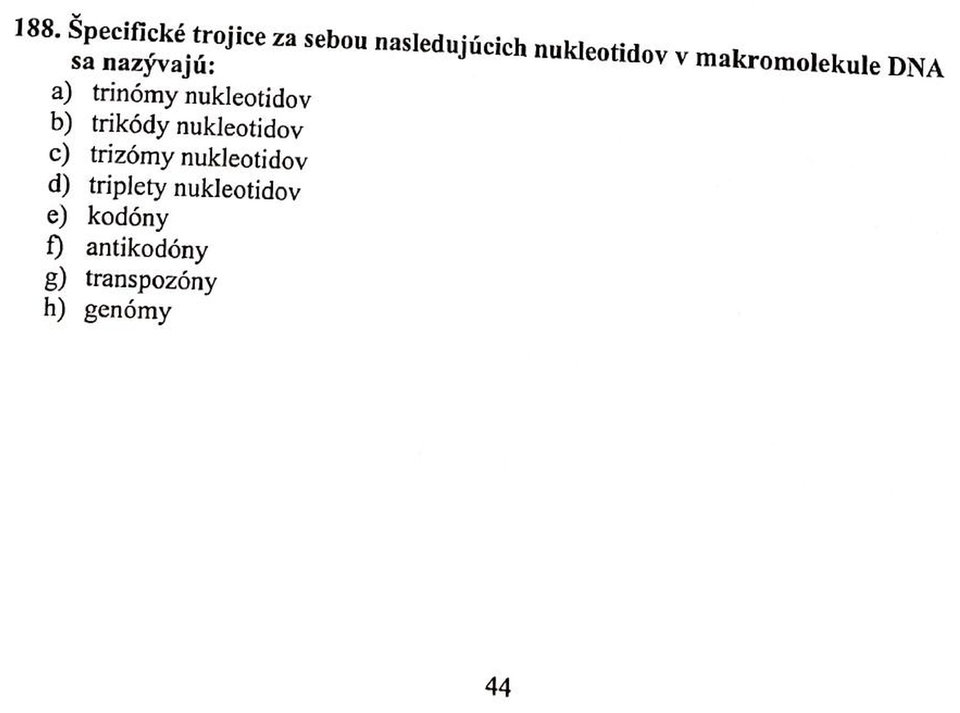 188. Špecifické trojice za sebou nasledujúcich nukleotidov v makromolekule DNA
sa nazývajú:
a) trinómy nukleotidov
b) trikódy nukleotidov
c) trizómy nukleotidov
d) triplety nukleotidov
e) kodóny
f) antikodóny
g) transpozóny
h) genómy
44